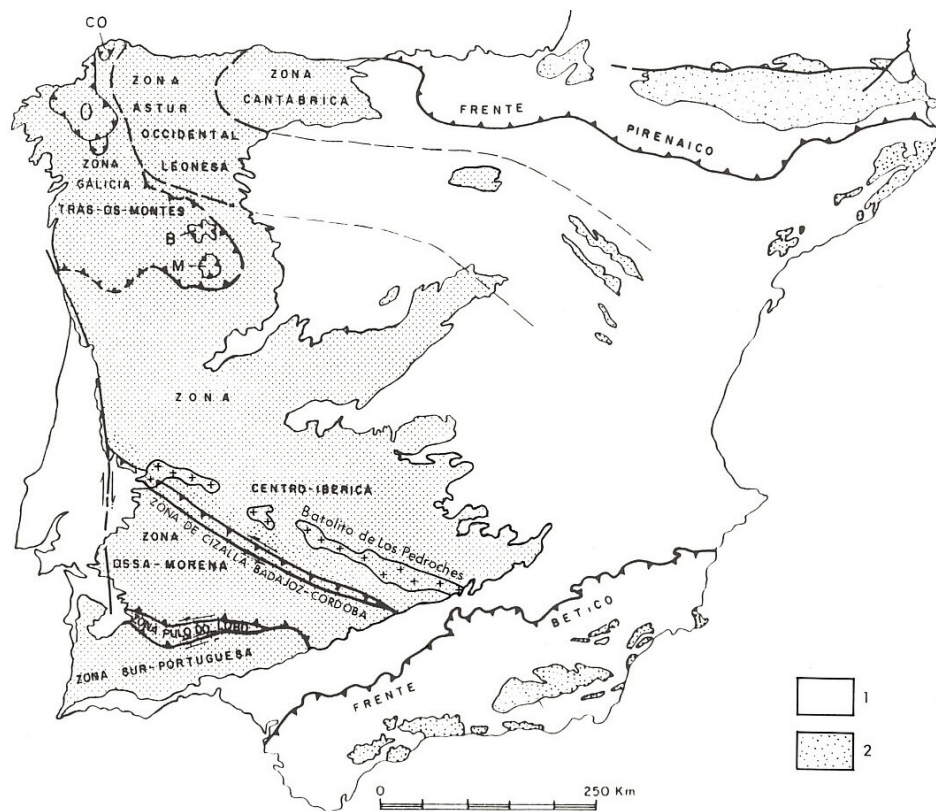 CO
ZONA
ASTUR
OCCIDENTAL
LEONESA
ZONA
CANTABRICA
FRENTE
PIRENAICO
O
ZONA
GALICIA
TRAS-OS-MONTES
B
M
ZONA
CENTRO-IBERICA
Batolito de Los Pedroches
ZONA DE CIZALLA BADAJOZ-CORDOBA
ZONA
OSSA-MORENA
ZONA PULO DO LOBO
ZONA SUR-PORTUGUESA
FRENTE
BETICO
1
2
0 250 Km